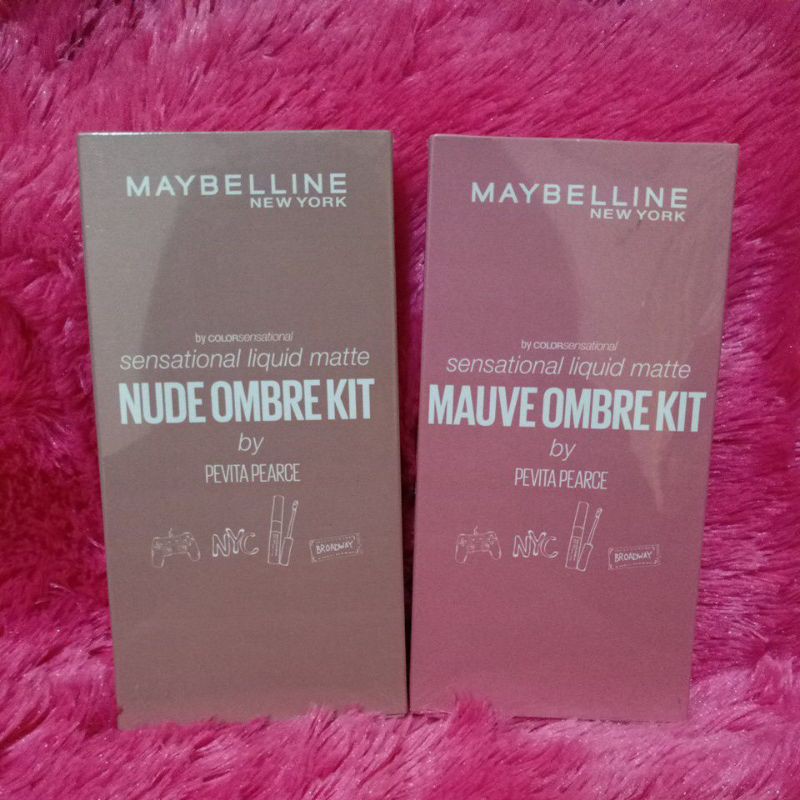 MAYBELLINE
NEW YORK
by COLORsensational
sensational liquid matte
NUDE OMBRE KIT
by
PEVITA PEARCE
NYC
BROADWAY
MAYBELLINE
NEW YORK
by COLORsensational
sensational liquid matte
MAUVE OMBRE KIT
by
PEVITA PEARCE
NYC
BROADWAY